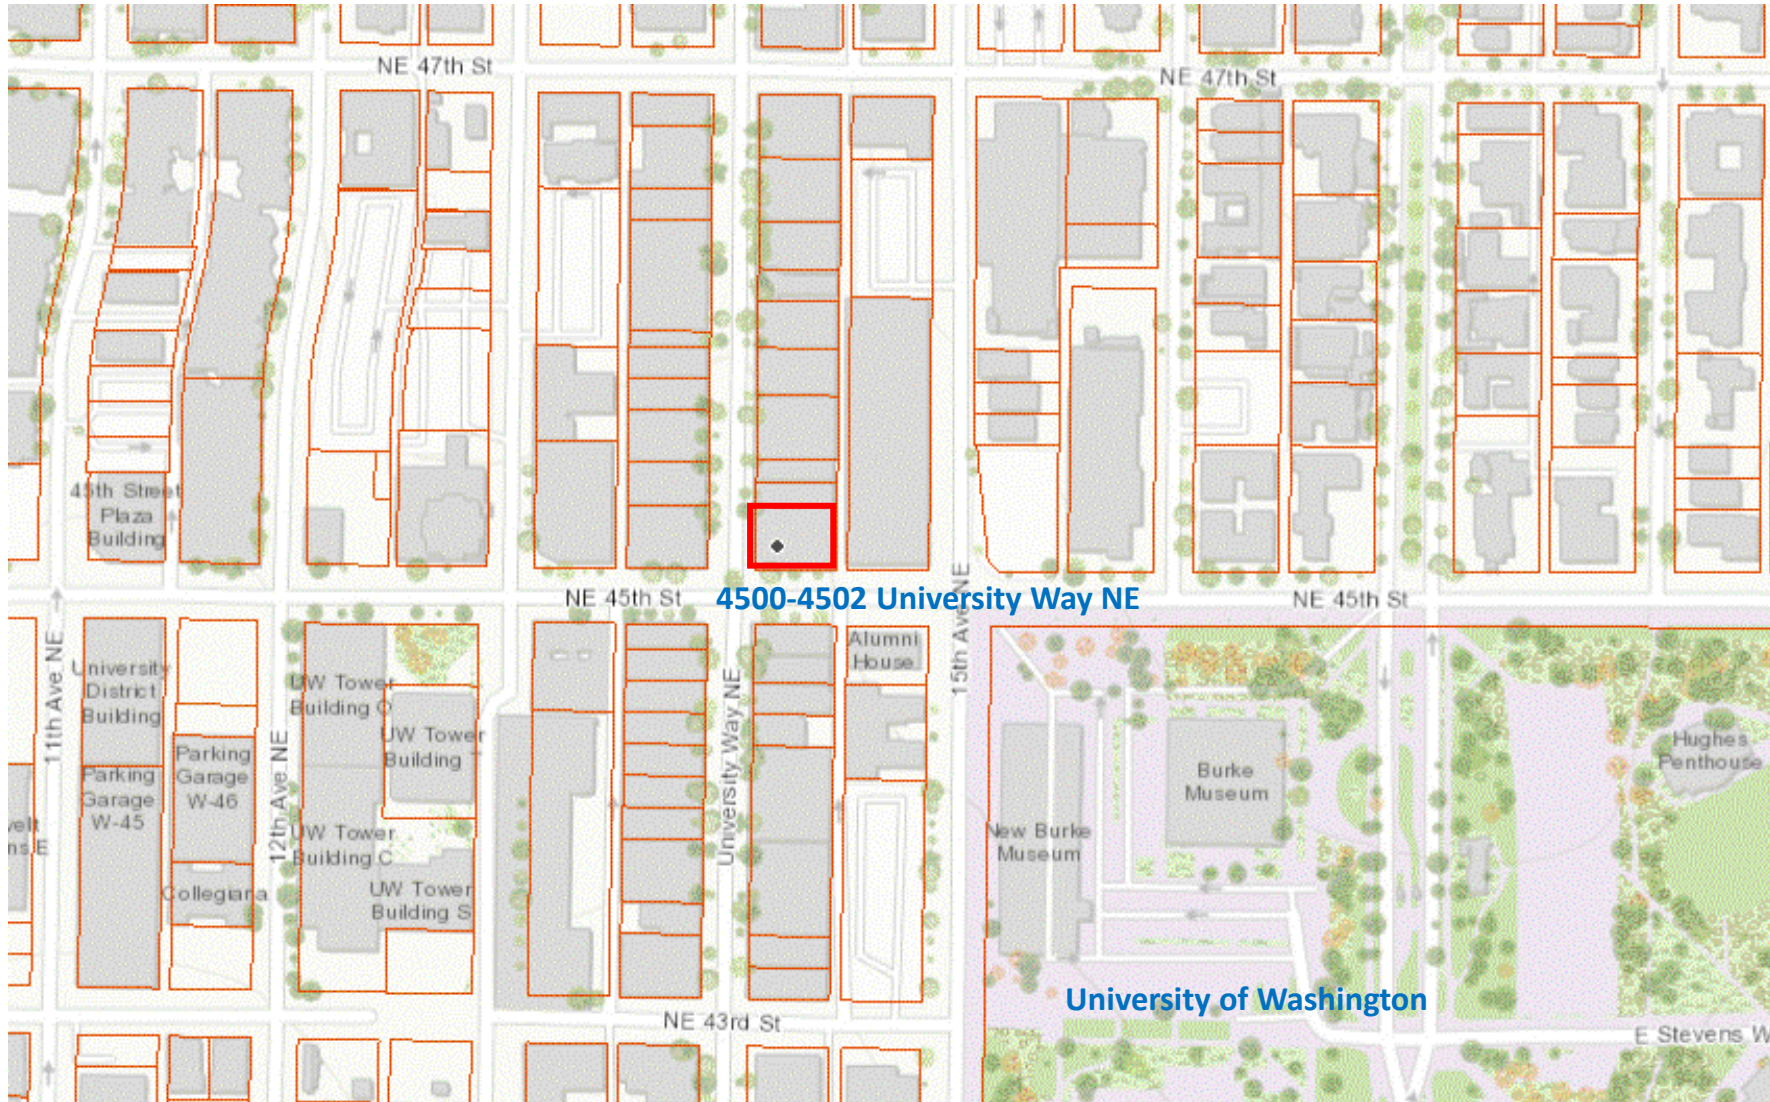 NE 47th St
NE 47th St
45th Street
Plaza
Building
NE 45th St
4500-4502 University Way NE
NE 45th St
11th Ave NE
University
District
Building
Parking
Garage
W-45
Parking
Garage
W-46
Collegiana
12th Ave NE
UW Tower
Building O
UW Tower
Building T
UW Tower
Building C
UW Tower
Building S
University Way NE
Alumni
House
15th Ave NE
New Burke
Museum
Burke
Museum
Hughes
Penthouse
University of Washington
NE 43rd St
E Stevens W